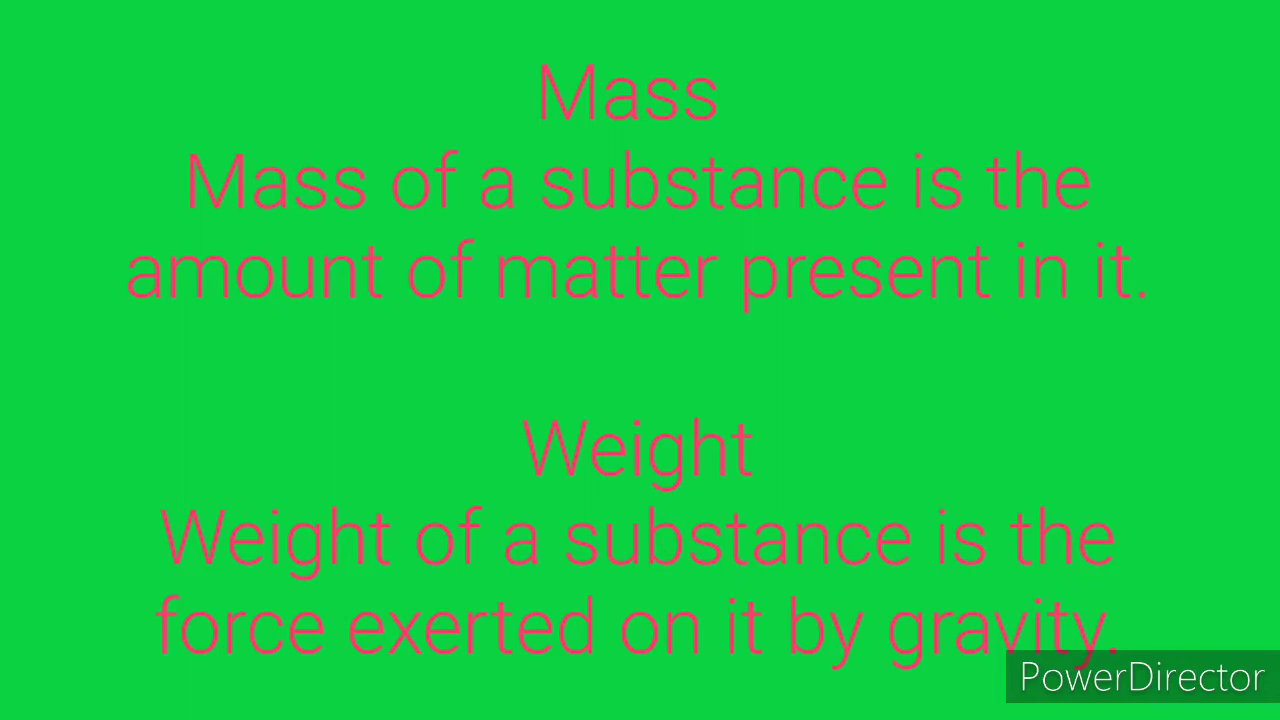 Mass
Mass of a substance is the
amount of matter present in it.
Weight
Weight of a substance is the
force exerted on it by gravity.
PowerDirector